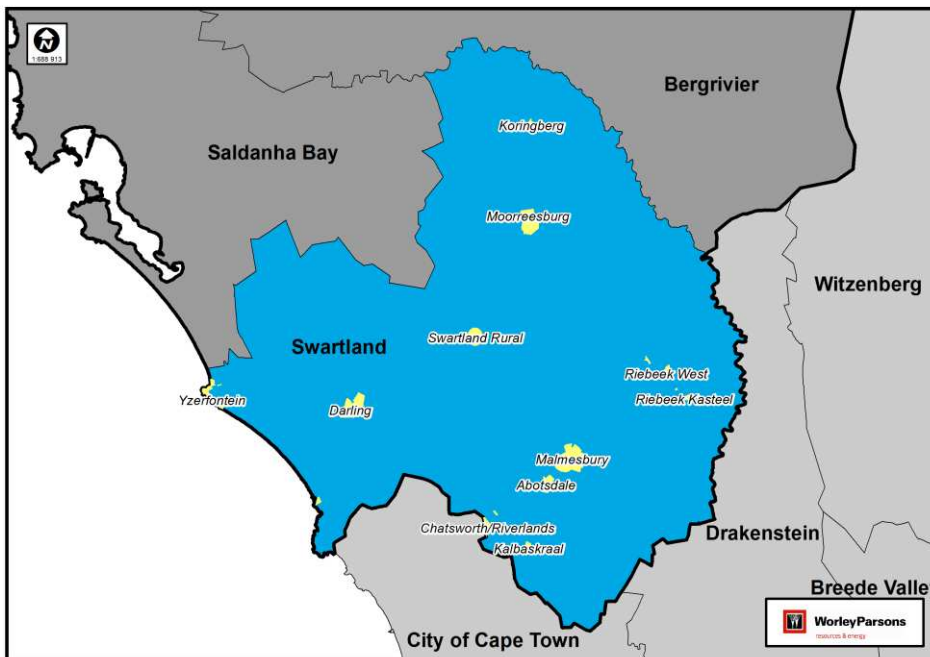 N
1:688 913
Bergrivier
Koringberg
Saldanha Bay
Moorreesburg
Witzenberg
Swartland Rural
Swartland
Riebeek West
Riebeek Kasteel
Yzerfontein
Darling
Malmesbury
Abotsdale
Chatsworth/Riverlands
Drakenstein
Kalbaskraal
Breede Valle
City of Cape Town
WorleyParsons
resources & energy